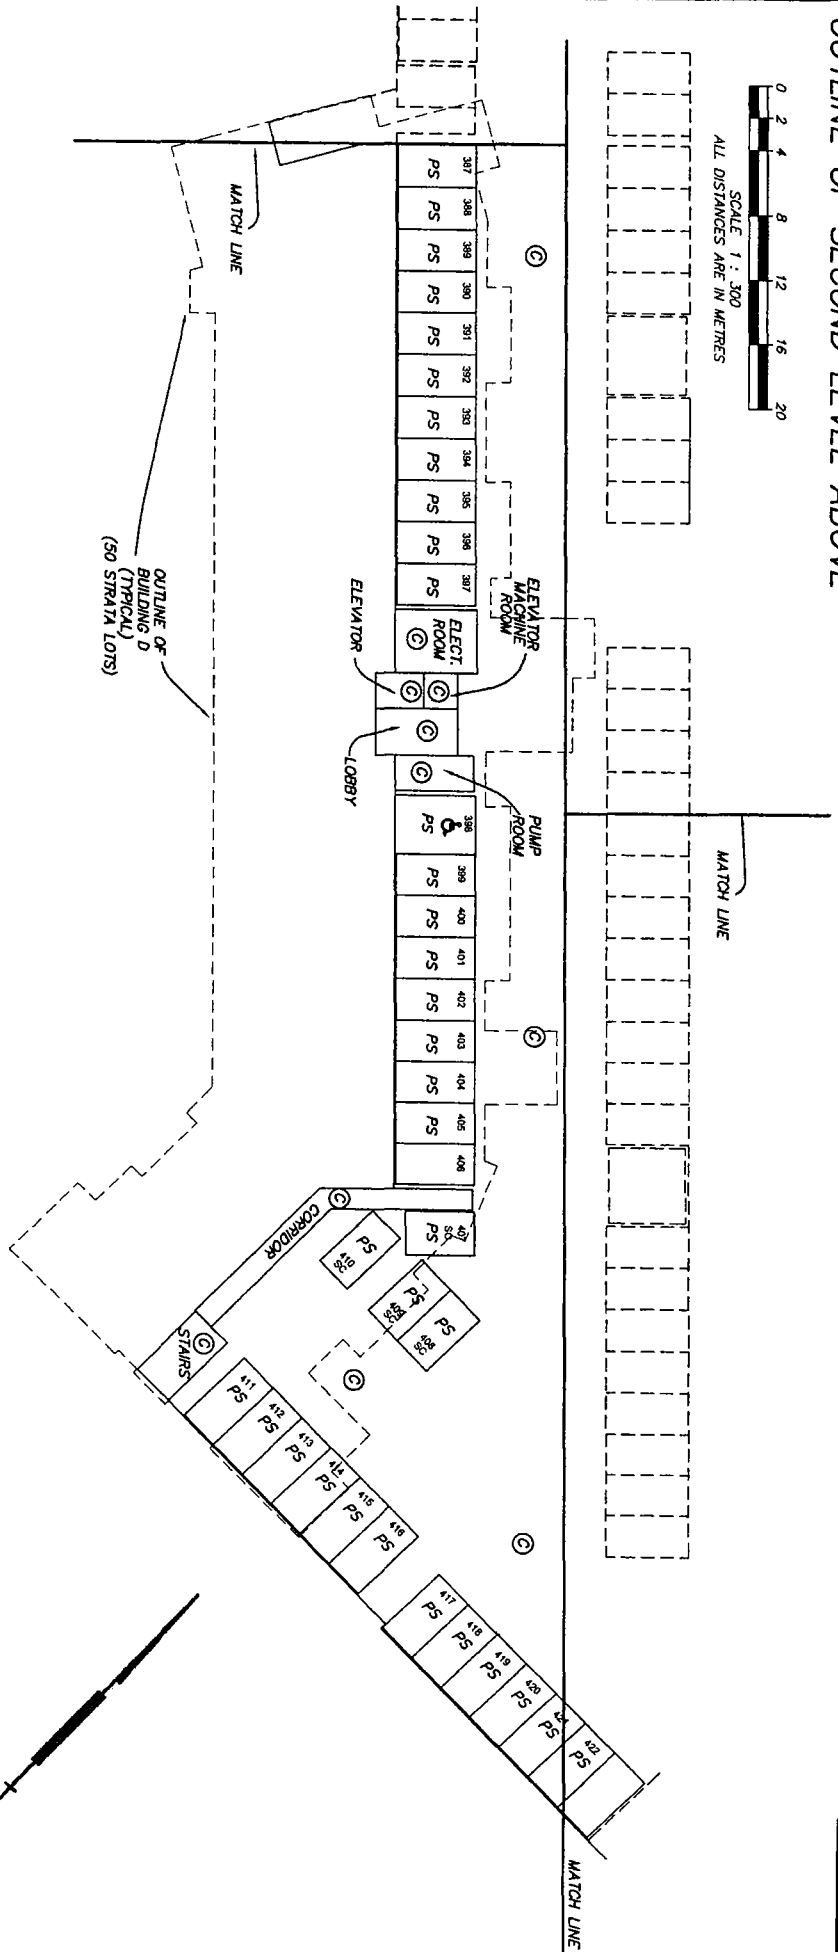 OUTLINE OF SECOND LEVEL ABOVE
0 2 4 8 12 16 20
SCALE 1 : 300
ALL DISTANCES ARE IN METRES
MATCH LINE
MATCH LINE
MATCH LINE
OUTLINE OF
BUILDING D
(TYPICAL)
(50 STRATA LOTS)
387
PS
388
PS
389
PS
390
PS
391
PS
392
PS
393
PS
394
PS
395
PS
396
PS
397
PS
C
ELECT.
ROOM
C
ELEVATOR
MACHINE
ROOM
C
ELEVATOR
C
LOBBY
C
PUMP
ROOM
C
398
PS
399
PS
400
PS
401
PS
402
PS
403
PS
404
PS
405
PS
406
C
CORRIDOR
C
407
SC
PS
PS
408
SC
PS
409
SC
PS
410
SC
C
STAIRS
C
411
PS
412
PS
413
PS
414
PS
415
PS
416
PS
C
417
PS
418
PS
419
PS
420
PS
421
PS
422
PS